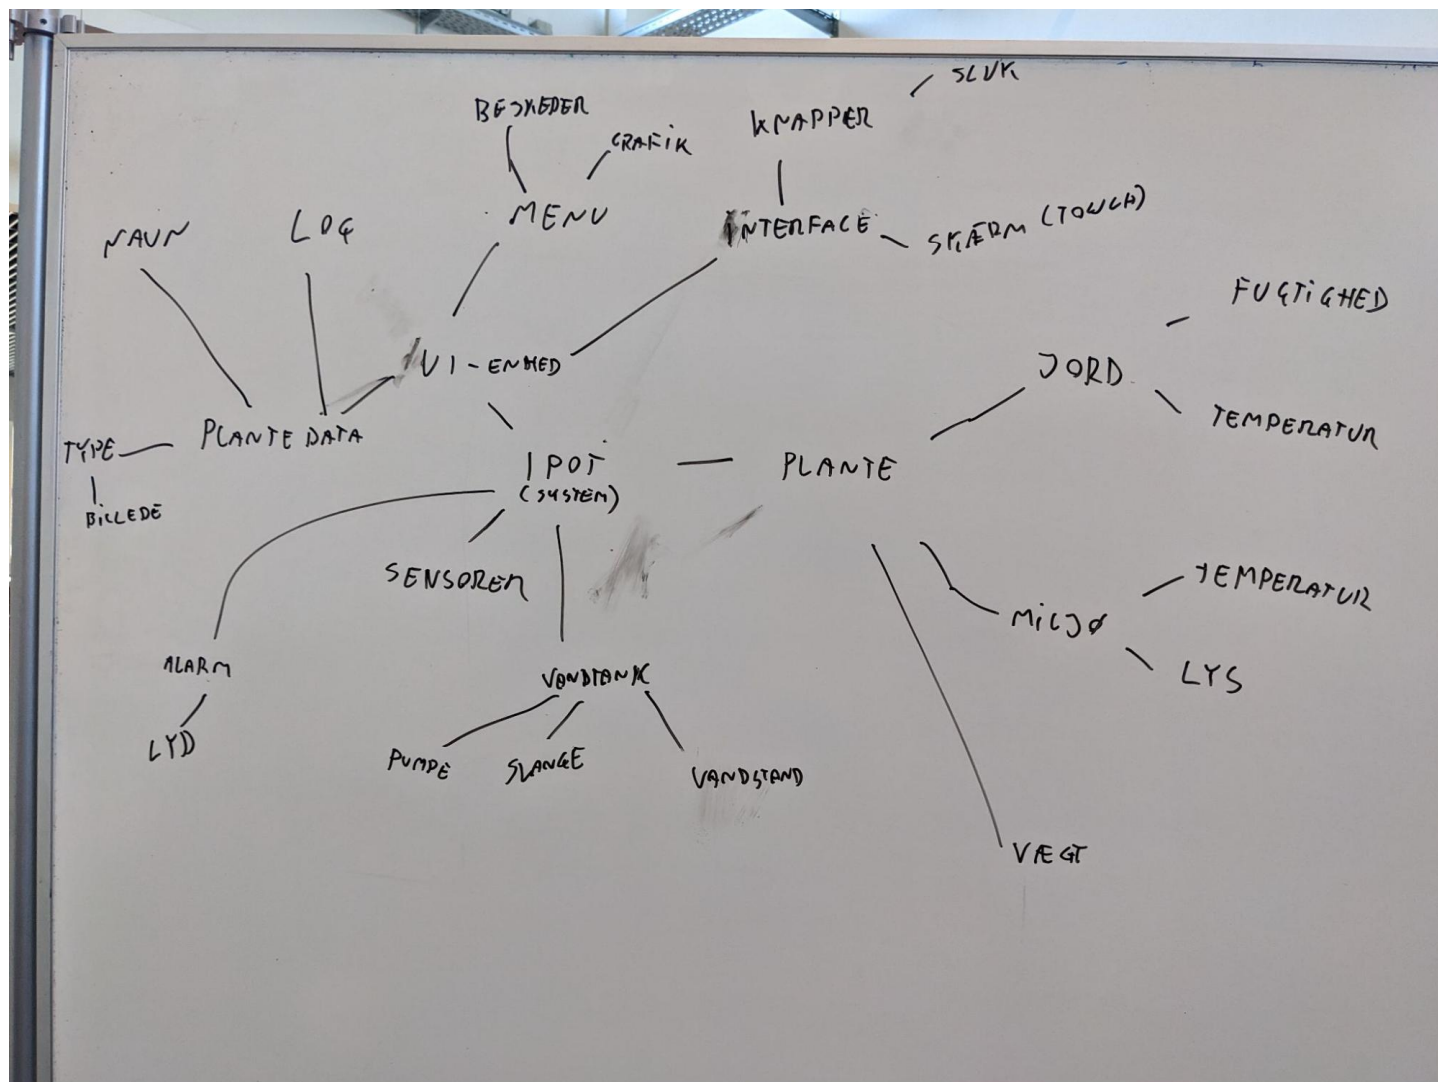 SLUK
BESKEDER
KNAPPER
GRAFIK
MENU
SKÆRM (TOUCH)
NAVN
LOG
INTERFACE
FUGTIGHED
UI-ENHED
JORD
TEMPERATUR
PLANTE DATA
TYPE
IPOT
PLANTE
(SYSTEM)
BILLEDE
SENSORER
TEMPERATUR
MILJØ
ALARM
VANDTANK
LYS
LYD
PUMPE
SLANGE
VANDSTAND
VÆGT